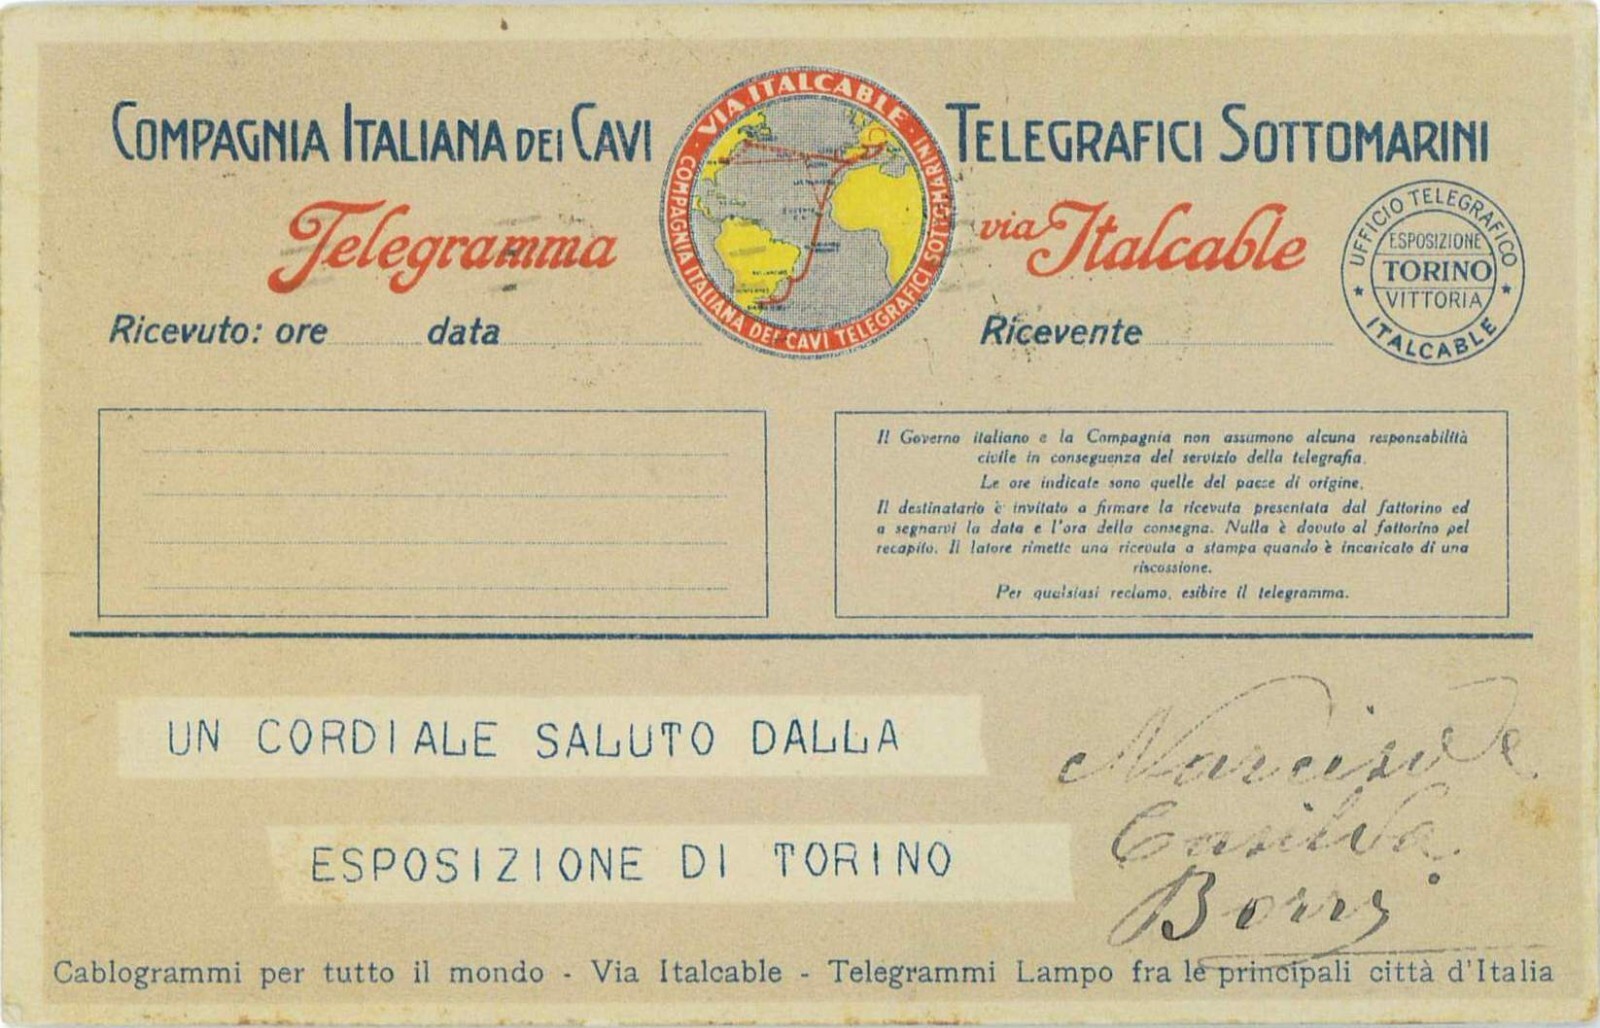 COMPAGNIA ITALIANA DEI CAVI TELEGRAFICI SOTTOMARINI
VIA ITALCABLE
COMPAGNIA ITALIANA DEI CAVI TELEGRAFICI SOTTOMARINI
Telegramma via Italcable
UFFICIO TELEGRAFICO
ESPOSIZIONE
TORINO
VITTORIA
ITALCABLE
Ricevuto: ore data Ricevente
Il Governo italiano e la Compagnia non assumono alcuna responsabilità
civile in conseguenza del servizio della telegrafia.
Le ore indicate sono quelle del paese di origine.
Il destinatario è invitato a firmare la ricevuta presentata dal fattorino ed
a segnarvi la data e l'ora della consegna. Nulla è dovuto al fattorino pel
recapito. Il latore rimette una ricevuta a stampa quando è incaricato di una
riscossione.
Per qualsiasi reclamo, esibire il telegramma.
UN CORDIALE SALUTO DALLA
ESPOSIZIONE DI TORINO
Narciso e
Casilda
Borri
Cablogrammi per tutto il mondo - Via Italcable - Telegrammi Lampo fra le principali città d'Italia